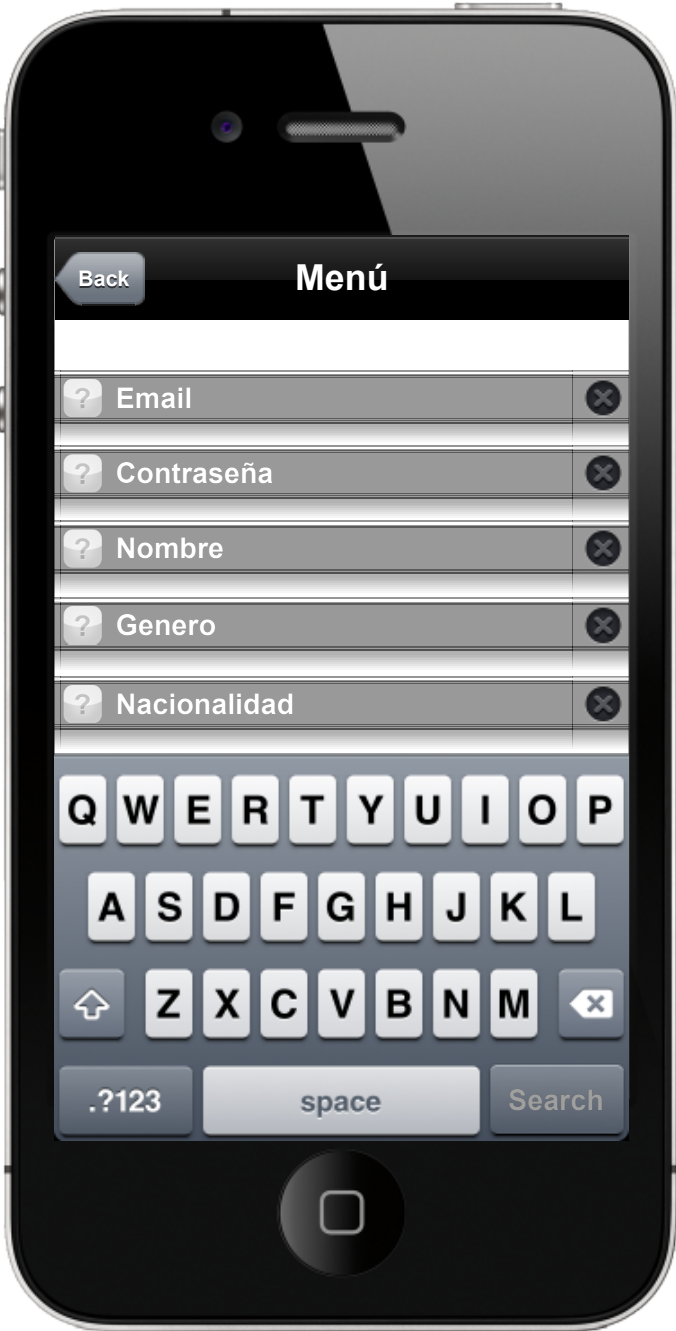 Back Menú
? Email
? Contraseña
? Nombre
? Genero
? Nacionalidad
Q W E R T Y U I O P
A S D F G H J K L
Z X C V B N M
.?123 space Search